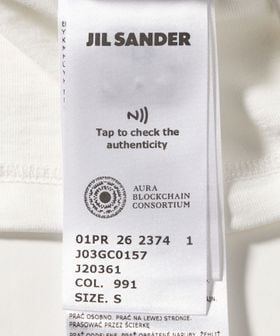 JIL SANDER
Tap to check the
authenticity
AURA
BLOCKCHAIN
CONSORTIUM
01PR 26 2374 1
J03GC0157
J20361
COL. 991
SIZE. S
PRAĆ OSOBNO. PRAĆ NA LEWEJ STRONIE.
PRASOWAĆ PRZEZ ŚCIERKĘ